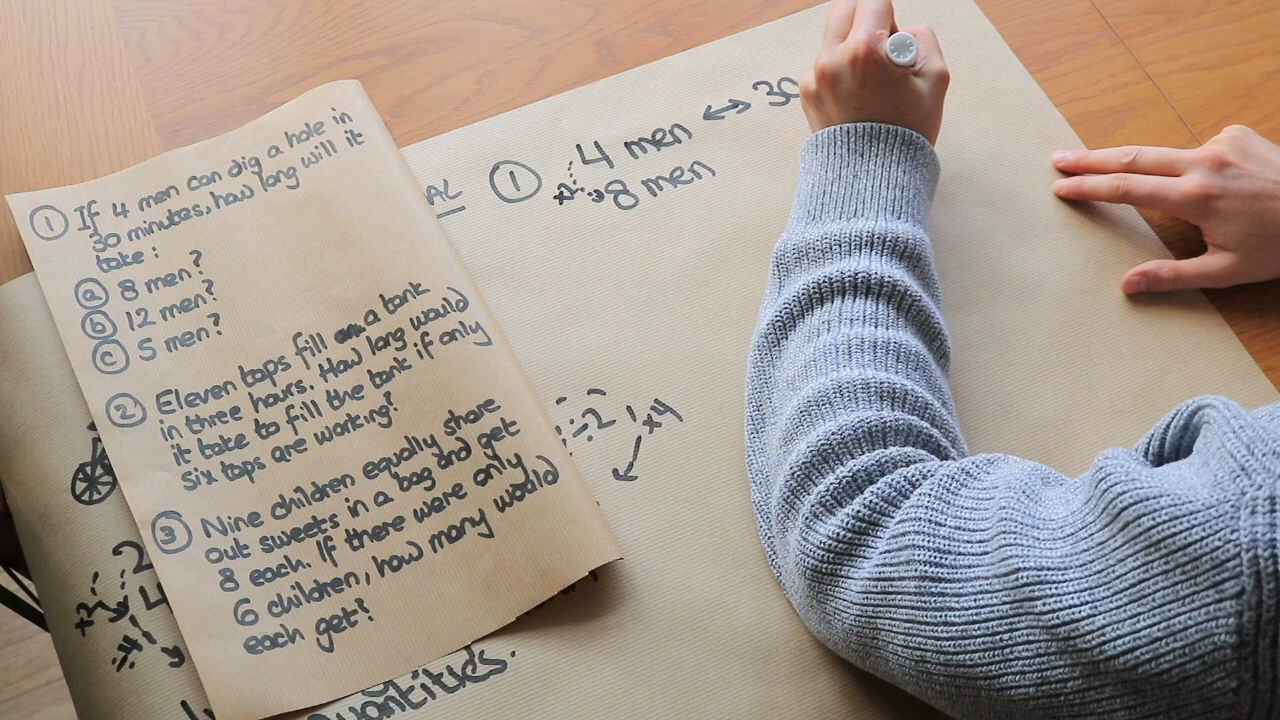 ① If 4 men can dig a hole in
30 minutes, how long will it
take:
ⓐ 8 men?
ⓑ 12 men?
ⓒ 5 men?
② Eleven taps fill a tank
in three hours. How long would
it take to fill the tank if only
six taps are working?
③ Nine children equally share
out sweets in a bag and get
8 each. If there were only
6 children, how many would
each get?
AL ① 4 men ↔ 30
×2 8 men
÷2 ×4
2
×2 4
÷4
Quantities.